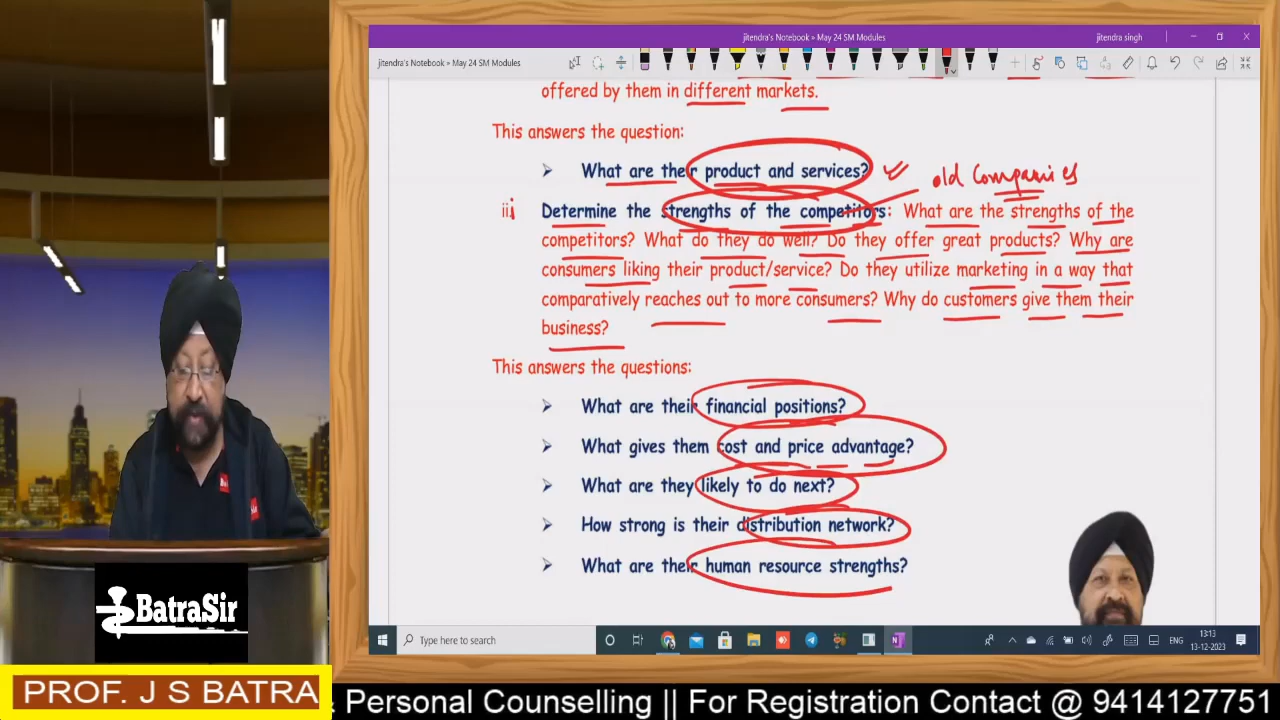 jitendra's Notebook » May 24 SM Modules
jitendra singh
jitendra's Notebook » May 24 SM Modules
offered by them in different markets.
This answers the question:
➤ What are their product and services?
old Companies
iii Determine the strengths of the competitors: What are the strengths of the
competitors? What do they do well? Do they offer great products? Why are
consumers liking their product/service? Do they utilize marketing in a way that
comparatively reaches out to more consumers? Why do customers give them their
business?
This answers the questions:
➤ What are their financial positions?
➤ What gives them cost and price advantage?
➤ What are they likely to do next?
➤ How strong is their distribution network?
➤ What are their human resource strengths?
BatraSir
Type here to search
ENG
13:13
13-12-2023
PROF. J S BATRA
& Personal Counselling || For Registration Contact @ 9414127751